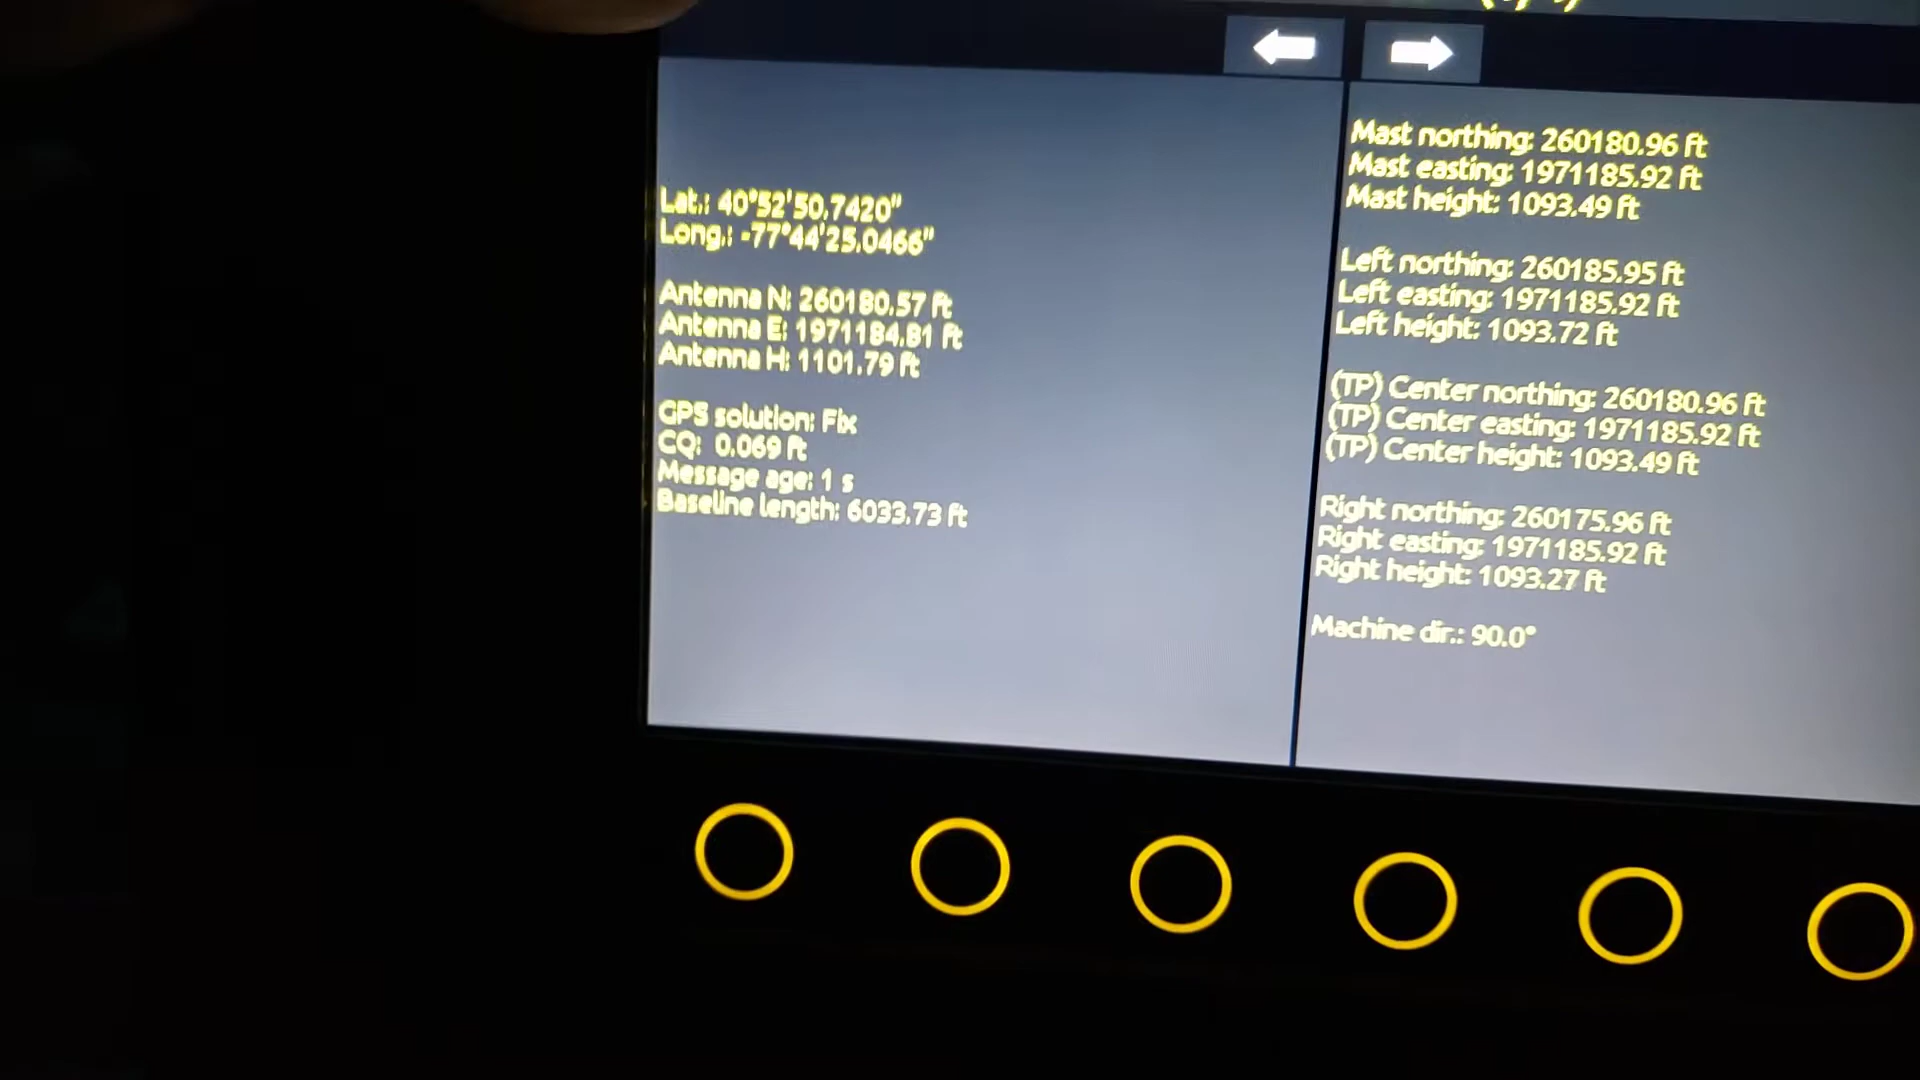 Lat.: 40°52'50.7420"
Long.: -77°44'25.0466"
Antenna N: 260180.57 ft
Antenna E: 1971184.81 ft
Antenna H: 1101.79 ft
GPS solution: Fix
CQ: 0.069 ft
Message age: 1 s
Baseline length: 6033.73 ft
Mast northing: 260180.96 ft
Mast easting: 1971185.92 ft
Mast height: 1093.49 ft
Left northing: 260185.95 ft
Left easting: 1971185.92 ft
Left height: 1093.72 ft
(TP) Center northing: 260180.96 ft
(TP) Center easting: 1971185.92 ft
(TP) Center height: 1093.49 ft
Right northing: 260175.96 ft
Right easting: 1971185.92 ft
Right height: 1093.27 ft
Machine dir.: 90.0°